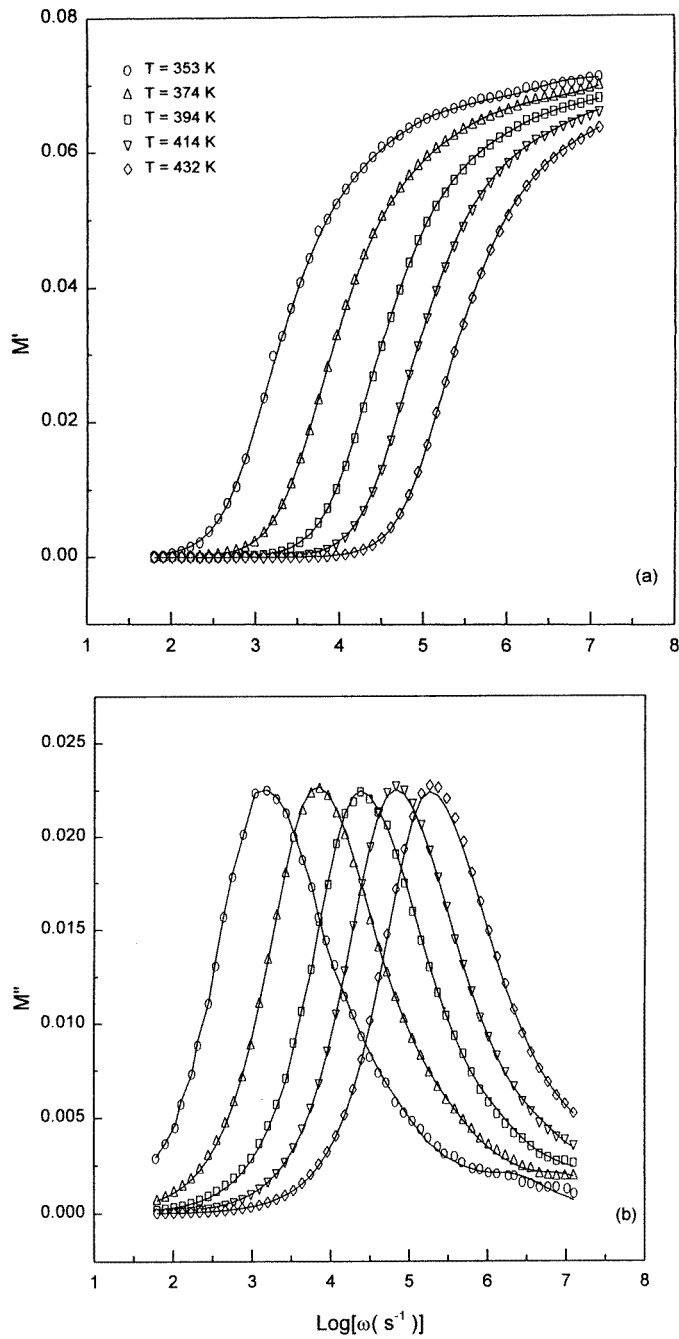 0.08
T = 353 K
T = 374 K
T = 394 K
T = 414 K
T = 432 K
0.06
0.04
M'
0.02
0.00
(a)
1 2 3 4 5 6 7 8
0.025
0.020
0.015
M"
0.010
0.005
0.000
(b)
1 2 3 4 5 6 7 8
Log[ω( s⁻¹ )]